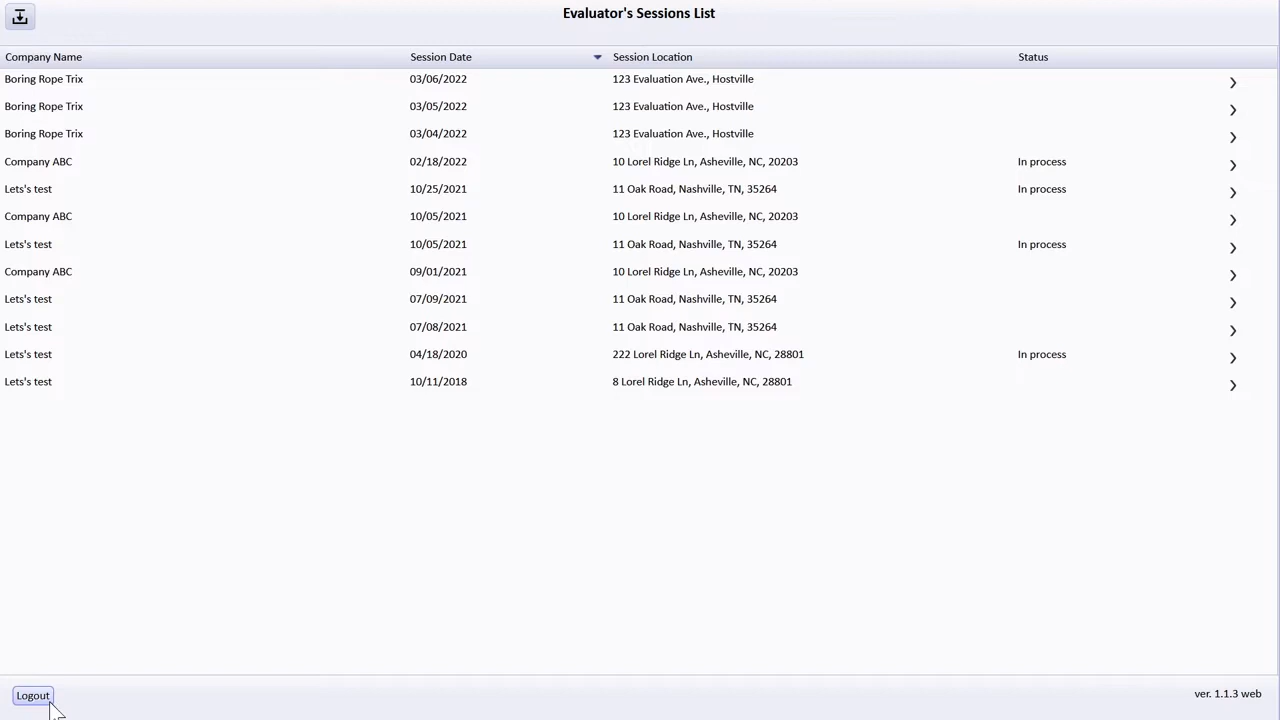 Evaluator's Sessions List
Company Name Session Date Session Location Status
Boring Rope Trix 03/06/2022 123 Evaluation Ave., Hostville
Boring Rope Trix 03/05/2022 123 Evaluation Ave., Hostville
Boring Rope Trix 03/04/2022 123 Evaluation Ave., Hostville
Company ABC 02/18/2022 10 Lorel Ridge Ln, Asheville, NC, 20203 In process
Lets's test 10/25/2021 11 Oak Road, Nashville, TN, 35264 In process
Company ABC 10/05/2021 10 Lorel Ridge Ln, Asheville, NC, 20203
Lets's test 10/05/2021 11 Oak Road, Nashville, TN, 35264 In process
Company ABC 09/01/2021 10 Lorel Ridge Ln, Asheville, NC, 20203
Lets's test 07/09/2021 11 Oak Road, Nashville, TN, 35264
Lets's test 07/08/2021 11 Oak Road, Nashville, TN, 35264
Lets's test 04/18/2020 222 Lorel Ridge Ln, Asheville, NC, 28801 In process
Lets's test 10/11/2018 8 Lorel Ridge Ln, Asheville, NC, 28801
Logout ver. 1.1.3 web